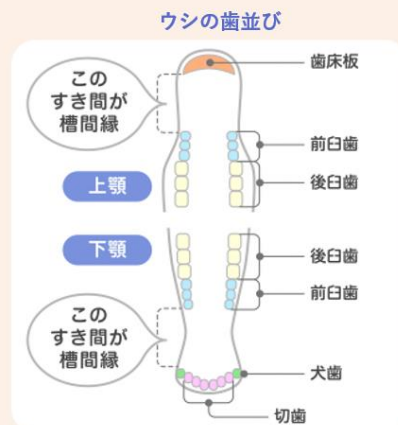 ウシの歯並び
歯床板
この
すき間が
槽間縁
前臼歯
後臼歯
上顎
下顎
後臼歯
前臼歯
この
すき間が
槽間縁
犬歯
切歯